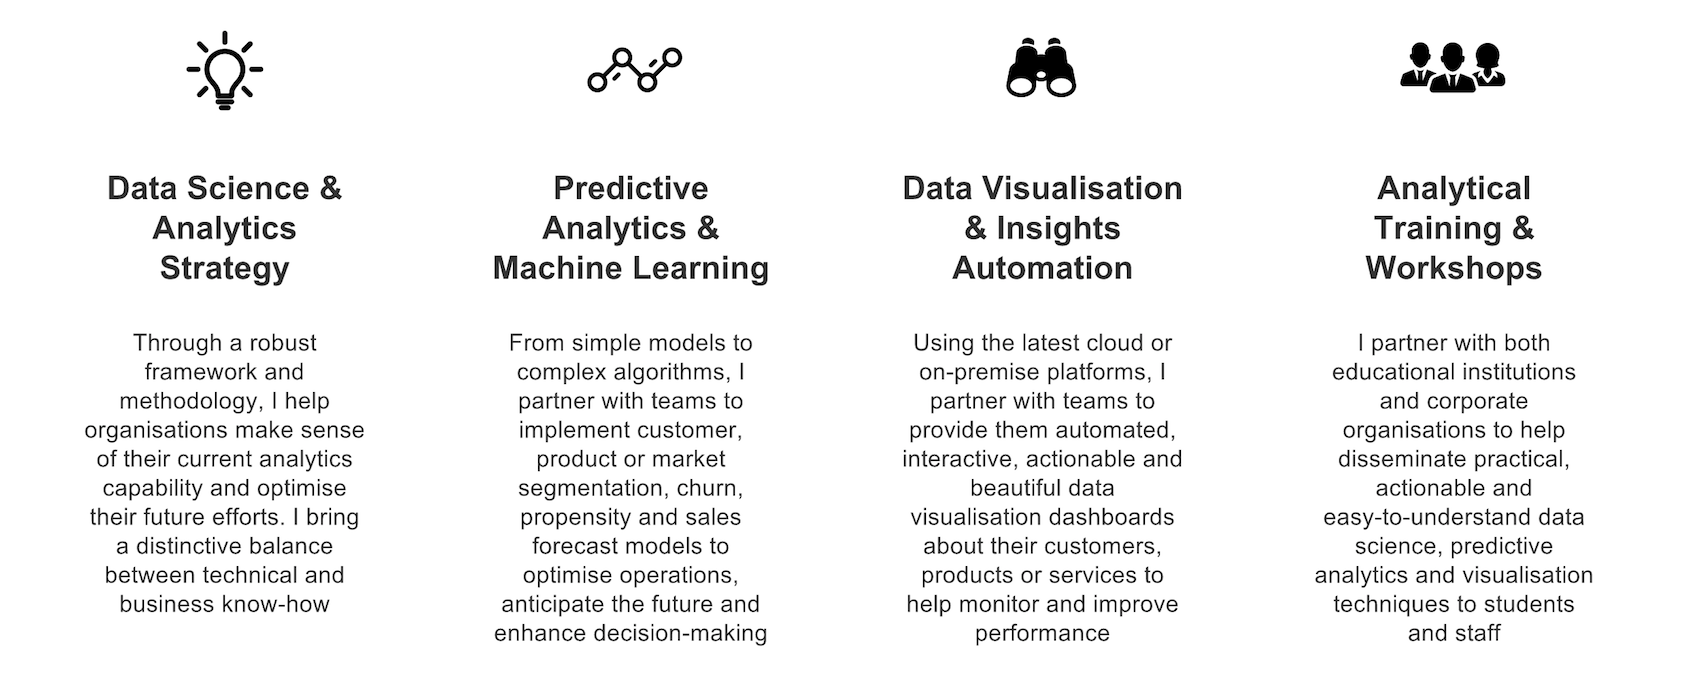 Data Science &
Analytics
Strategy
Through a robust
framework and
methodology, I help
organisations make sense
of their current analytics
capability and optimise
their future efforts. I bring
a distinctive balance
between technical and
business know-how
Predictive
Analytics &
Machine Learning
From simple models to
complex algorithms, I
partner with teams to
implement customer,
product or market
segmentation, churn,
propensity and sales
forecast models to
optimise operations,
anticipate the future and
enhance decision-making
Data Visualisation
& Insights
Automation
Using the latest cloud or
on-premise platforms, I
partner with teams to
provide them automated,
interactive, actionable and
beautiful data
visualisation dashboards
about their customers,
products or services to
help monitor and improve
performance
Analytical
Training &
Workshops
I partner with both
educational institutions
and corporate
organisations to help
disseminate practical,
actionable and
easy-to-understand data
science, predictive
analytics and visualisation
techniques to students
and staff